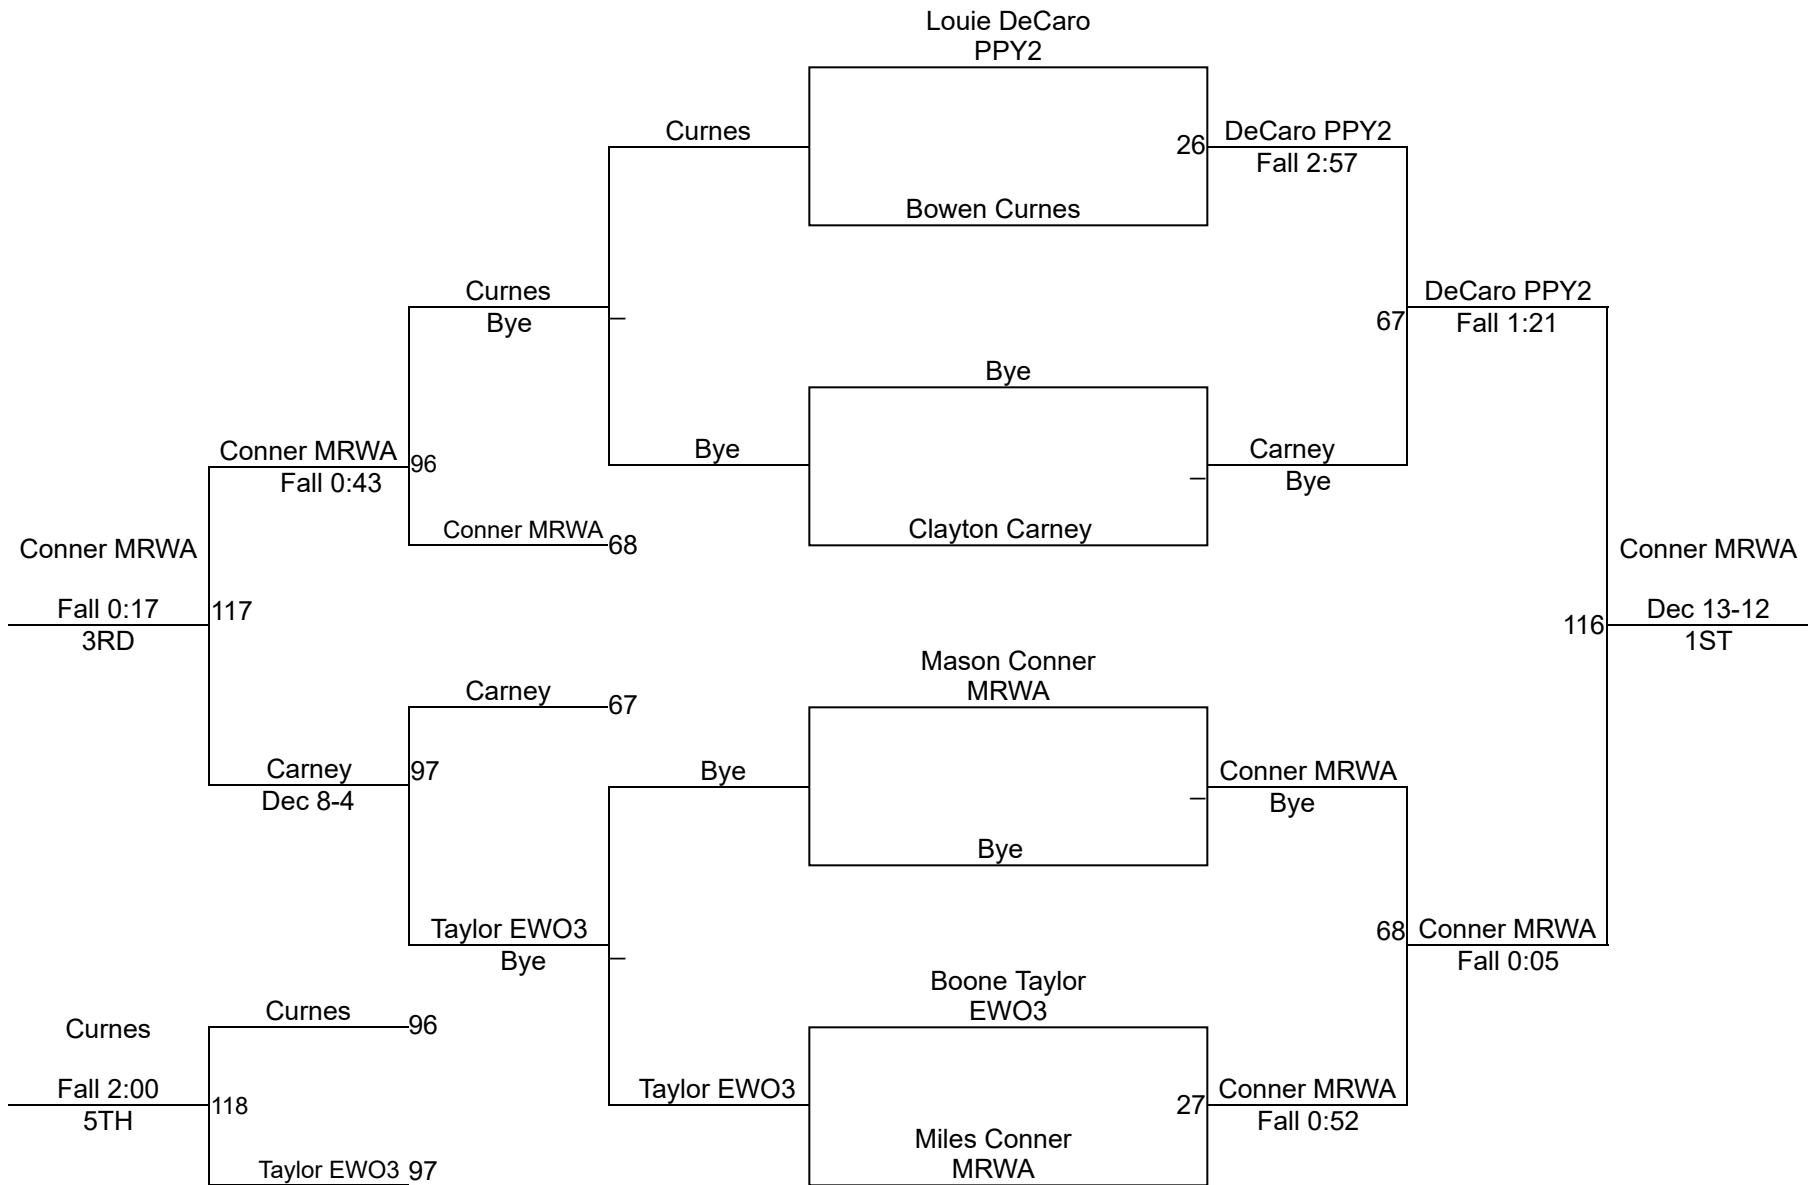 Louie DeCaro
PPY2
Curnes
26
DeCaro PPY2
Fall 2:57
Bowen Curnes
Curnes
Bye
67
DeCaro PPY2
Fall 1:21
Bye
Bye
Carney
Bye
Clayton Carney
Conner MRWA
96
Fall 0:43
Conner MRWA
68
Conner MRWA
Fall 0:17
117
3RD
Conner MRWA
116
Dec 13-12
1ST
Carney
67
Mason Conner
MRWA
Carney
97
Dec 8-4
Bye
Conner MRWA
Bye
Bye
Taylor EWO3
Bye
68
Conner MRWA
Fall 0:05
Boone Taylor
EWO3
Curnes
96
Curnes
Fall 2:00
118
5TH
Taylor EWO3
27
Conner MRWA
Fall 0:52
Miles Conner
MRWA
Taylor EWO3
97